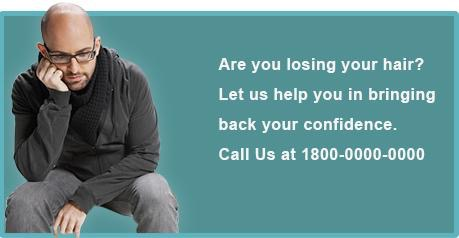 Are you losing your hair?
Let us help you in bringing
back your confidence.
Call Us at 1800-0000-0000